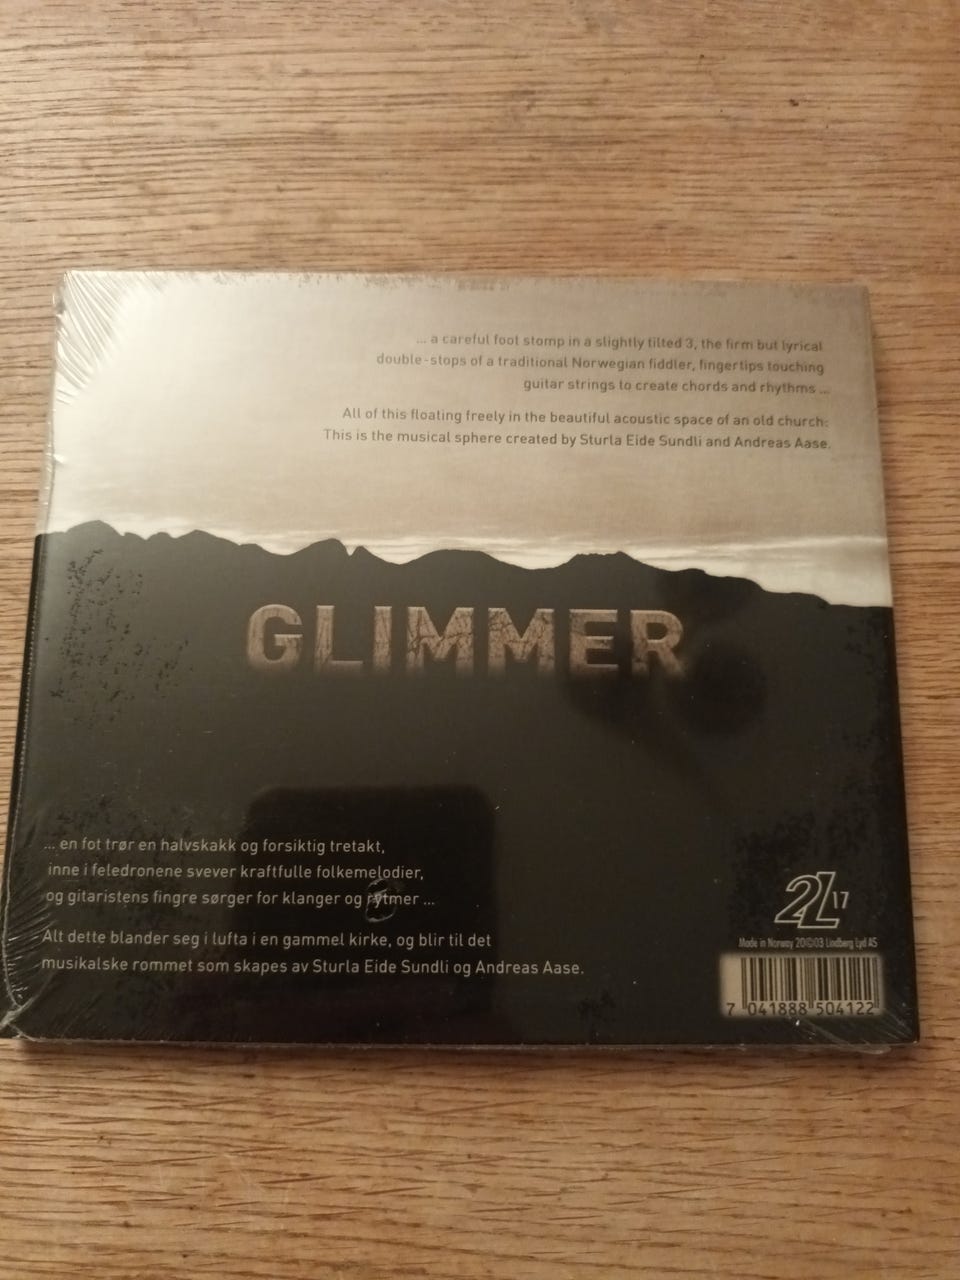 ... a careful foot stomp in a slightly tilted 3, the firm but lyrical
double-stops of a traditional Norwegian fiddler, fingertips touching
guitar strings to create chords and rhythms ...
All of this floating freely in the beautiful acoustic space of an old church:
This is the musical sphere created by Sturla Eide Sundli and Andreas Aase.
GLIMMER
... en fot trør en halvskakk og forsiktig tretakt,
inne i feledronene svever kraftfulle folkemelodier,
og gitaristens fingre sørger for klanger og rytmer ...
Alt dette blander seg i lufta i en gammel kirke, og blir til det
musikalske rommet som skapes av Sturla Eide Sundli og Andreas Aase.
2L 17
Made in Norway 20©03 Lindberg Lyd AS
7 041888 504122